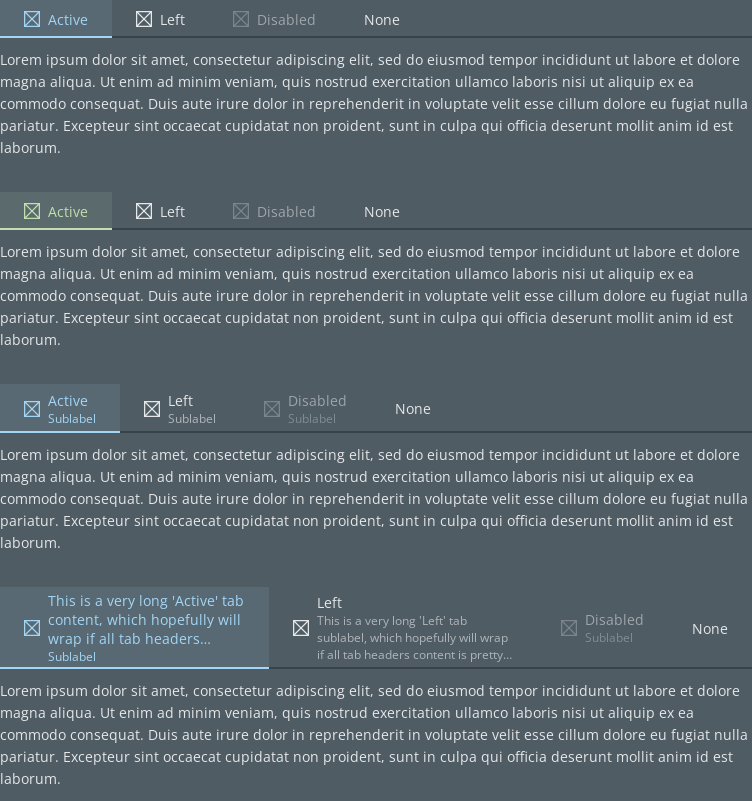 Active Left Disabled None
Lorem ipsum dolor sit amet, consectetur adipiscing elit, sed do eiusmod tempor incididunt ut labore et dolore
magna aliqua. Ut enim ad minim veniam, quis nostrud exercitation ullamco laboris nisi ut aliquip ex ea
commodo consequat. Duis aute irure dolor in reprehenderit in voluptate velit esse cillum dolore eu fugiat nulla
pariatur. Excepteur sint occaecat cupidatat non proident, sunt in culpa qui officia deserunt mollit anim id est
laborum.
Active Left Disabled None
Lorem ipsum dolor sit amet, consectetur adipiscing elit, sed do eiusmod tempor incididunt ut labore et dolore
magna aliqua. Ut enim ad minim veniam, quis nostrud exercitation ullamco laboris nisi ut aliquip ex ea
commodo consequat. Duis aute irure dolor in reprehenderit in voluptate velit esse cillum dolore eu fugiat nulla
pariatur. Excepteur sint occaecat cupidatat non proident, sunt in culpa qui officia deserunt mollit anim id est
laborum.
Active
Sublabel
Left
Sublabel
Disabled
Sublabel
None
Lorem ipsum dolor sit amet, consectetur adipiscing elit, sed do eiusmod tempor incididunt ut labore et dolore
magna aliqua. Ut enim ad minim veniam, quis nostrud exercitation ullamco laboris nisi ut aliquip ex ea
commodo consequat. Duis aute irure dolor in reprehenderit in voluptate velit esse cillum dolore eu fugiat nulla
pariatur. Excepteur sint occaecat cupidatat non proident, sunt in culpa qui officia deserunt mollit anim id est
laborum.
This is a very long 'Active' tab
content, which hopefully will
wrap if all tab headers...
Sublabel
Left
This is a very long 'Left' tab
sublabel, which hopefully will wrap
if all tab headers content is pretty...
Disabled
Sublabel
None
Lorem ipsum dolor sit amet, consectetur adipiscing elit, sed do eiusmod tempor incididunt ut labore et dolore
magna aliqua. Ut enim ad minim veniam, quis nostrud exercitation ullamco laboris nisi ut aliquip ex ea
commodo consequat. Duis aute irure dolor in reprehenderit in voluptate velit esse cillum dolore eu fugiat nulla
pariatur. Excepteur sint occaecat cupidatat non proident, sunt in culpa qui officia deserunt mollit anim id est
laborum.